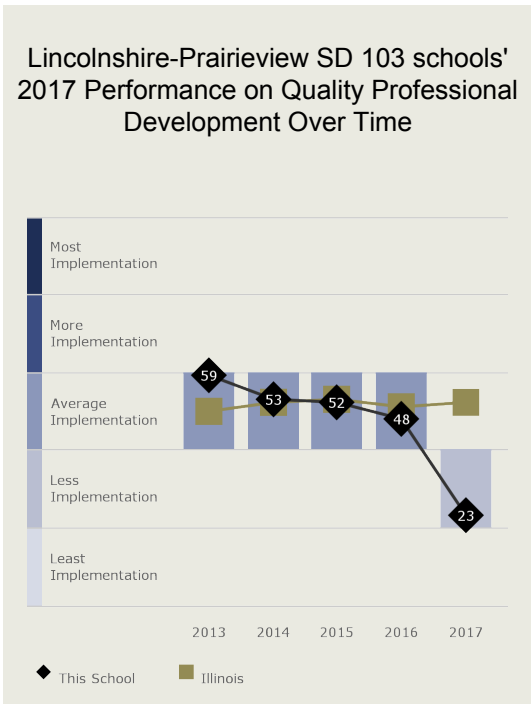 Lincolnshire-Prairieview SD 103 schools'
2017 Performance on Quality Professional
Development Over Time
Most
Implementation
More
Implementation
Average
Implementation
Less
Implementation
Least
Implementation
59
53
52
48
23
2013 2014 2015 2016 2017
This School Illinois